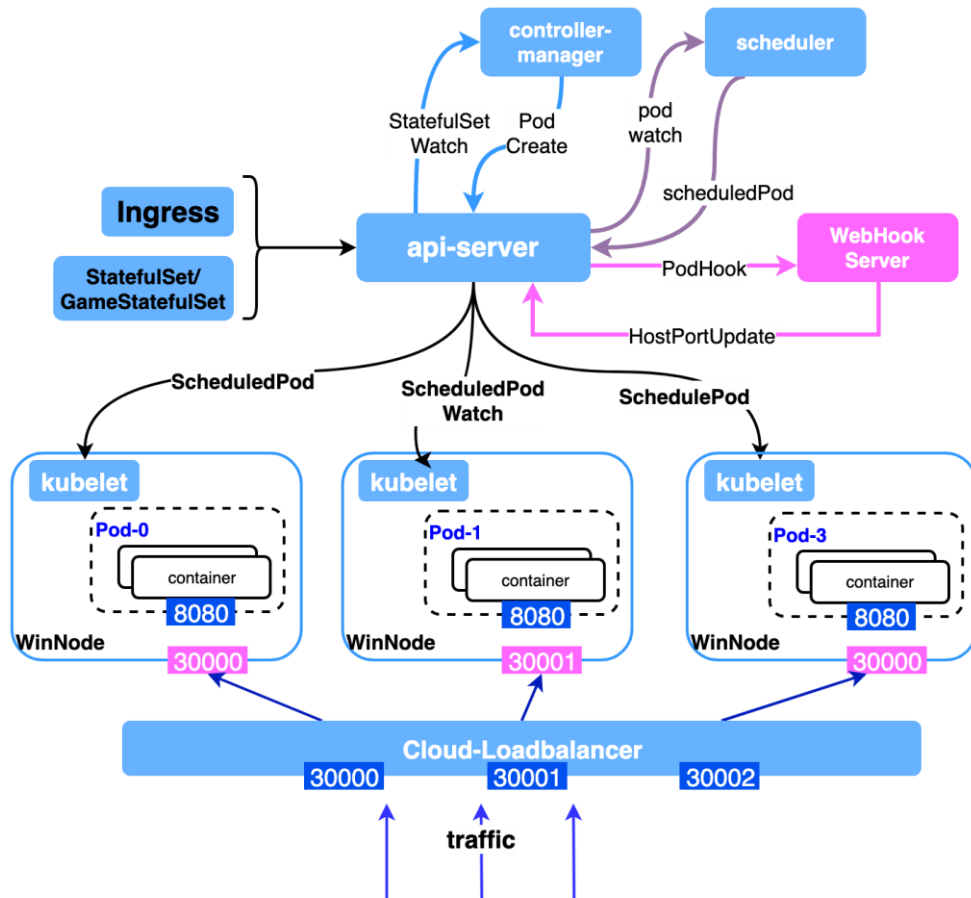 controller-
manager
scheduler
StatefulSet
Watch
Pod
Create
pod
watch
scheduledPod
Ingress
StatefulSet/
GameStatefulSet
api-server
WebHook
Server
PodHook
HostPortUpdate
ScheduledPod
ScheduledPod
Watch
SchedulePod
kubelet
Pod-0
container
8080
WinNode
30000
kubelet
Pod-1
container
8080
WinNode
30001
kubelet
Pod-3
container
8080
WinNode
30000
Cloud-Loadbalancer
30000
30001
30002
traffic